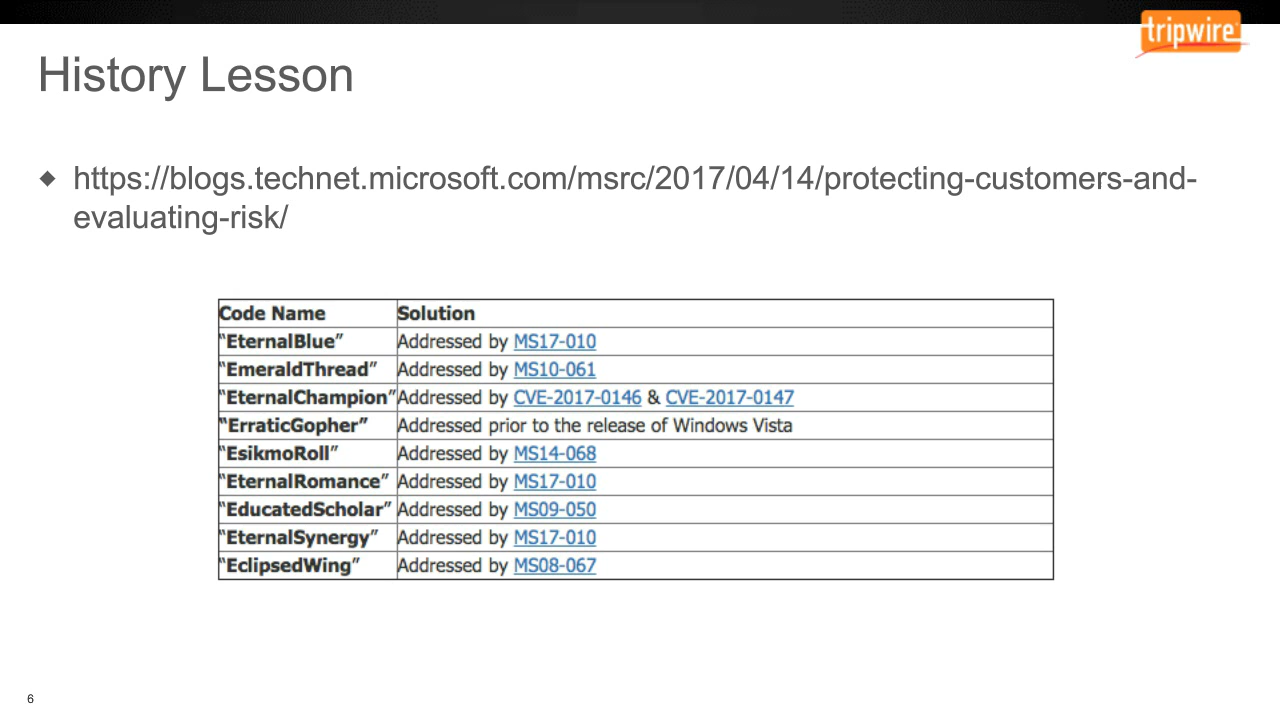 tripwire
History Lesson
◆ https://blogs.technet.microsoft.com/msrc/2017/04/14/protecting-customers-and-
evaluating-risk/
Code Name Solution
“EternalBlue” Addressed by MS17-010
“EmeraldThread” Addressed by MS10-061
“EternalChampion” Addressed by CVE-2017-0146 & CVE-2017-0147
“ErraticGopher” Addressed prior to the release of Windows Vista
“EsikmoRoll” Addressed by MS14-068
“EternalRomance” Addressed by MS17-010
“EducatedScholar” Addressed by MS09-050
“EternalSynergy” Addressed by MS17-010
“EclipsedWing” Addressed by MS08-067
6